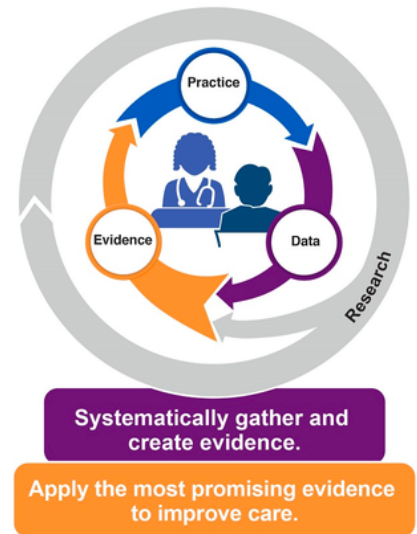 Practice
Evidence
Data
Research
Systematically gather and
create evidence.
Apply the most promising evidence
to improve care.